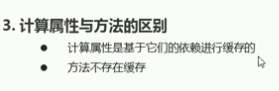 3. 计算属性与方法的区别
● 计算属性是基于它们的依赖进行缓存的
● 方法不存在缓存